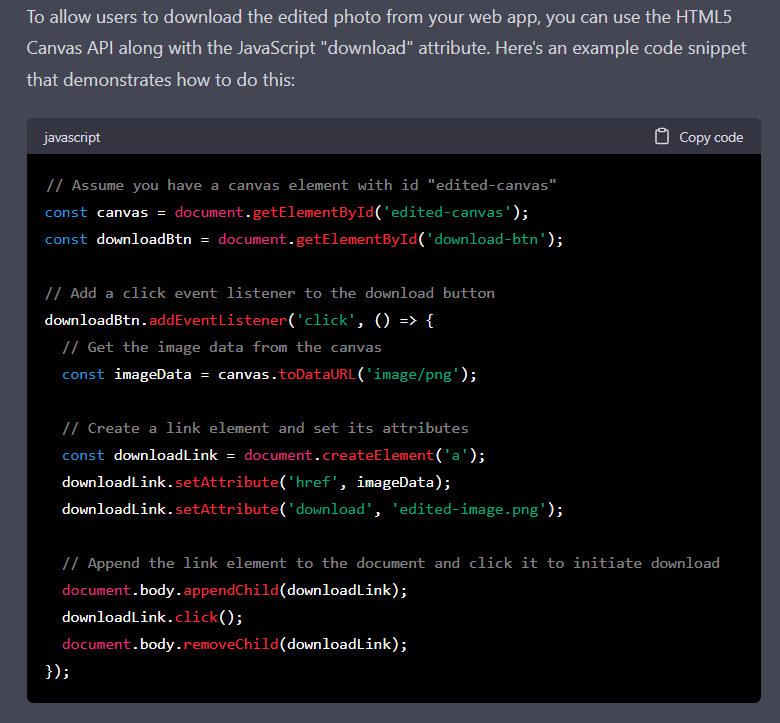 To allow users to download the edited photo from your web app, you can use the HTML5
Canvas API along with the JavaScript "download" attribute. Here's an example code snippet
that demonstrates how to do this:
javascript
Copy code
// Assume you have a canvas element with id "edited-canvas"
const canvas = document.getElementById('edited-canvas');
const downloadBtn = document.getElementById('download-btn');
// Add a click event listener to the download button
downloadBtn.addEventListener('click', () => {
  // Get the image data from the canvas
  const imageData = canvas.toDataURL('image/png');
  // Create a link element and set its attributes
  const downloadLink = document.createElement('a');
  downloadLink.setAttribute('href', imageData);
  downloadLink.setAttribute('download', 'edited-image.png');
  // Append the link element to the document and click it to initiate download
  document.body.appendChild(downloadLink);
  downloadLink.click();
  document.body.removeChild(downloadLink);
});